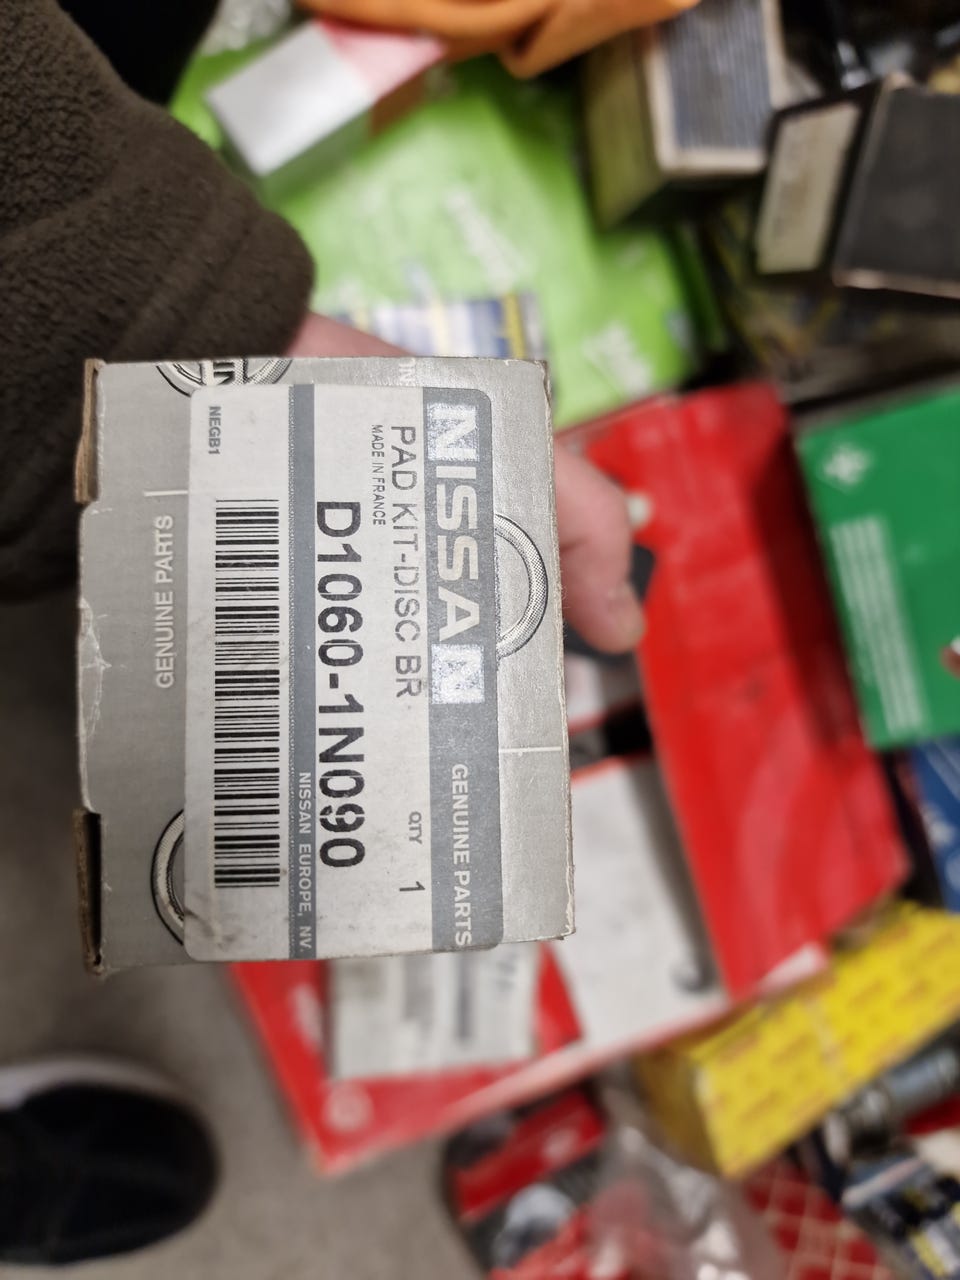 NISSAN GENUINE PARTS
PAD KIT-DISC BR QTY 1
MADE IN FRANCE
D1060-1N090
NISSAN EUROPE, NV.
NEGB1
GENUINE PARTS